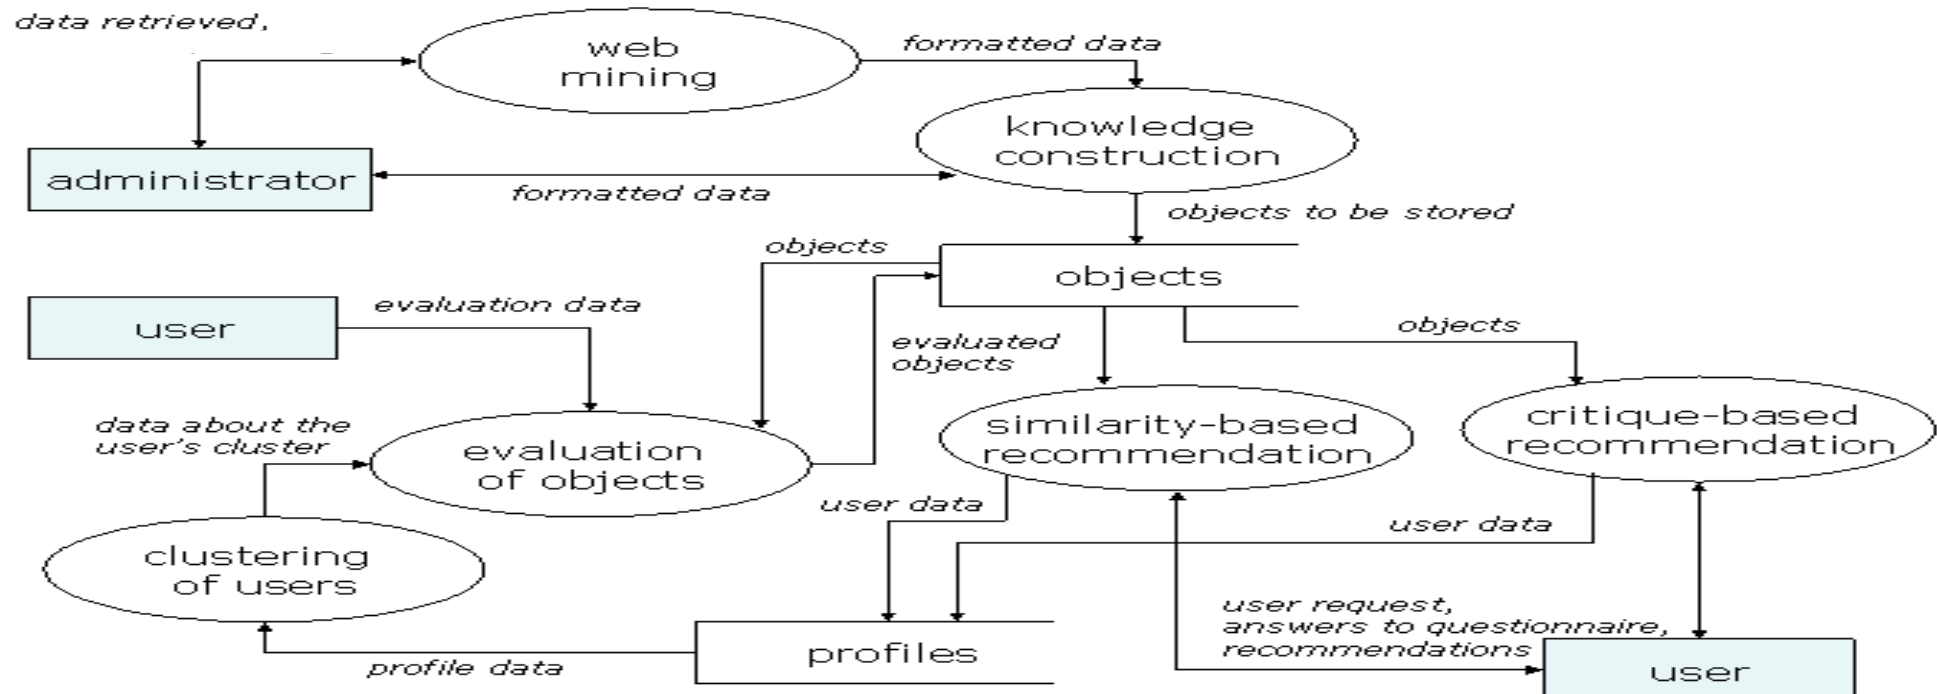 data retrieved,
web
mining
formatted data
knowledge
construction
administrator
formatted data
objects to be stored
objects
objects
user
evaluation data
evaluated
objects
objects
data about the
user's cluster
evaluation
of objects
similarity-based
recommendation
critique-based
recommendation
user data
user data
clustering
of users
user request,
answers to questionnaire,
recommendations
profile data
profiles
user